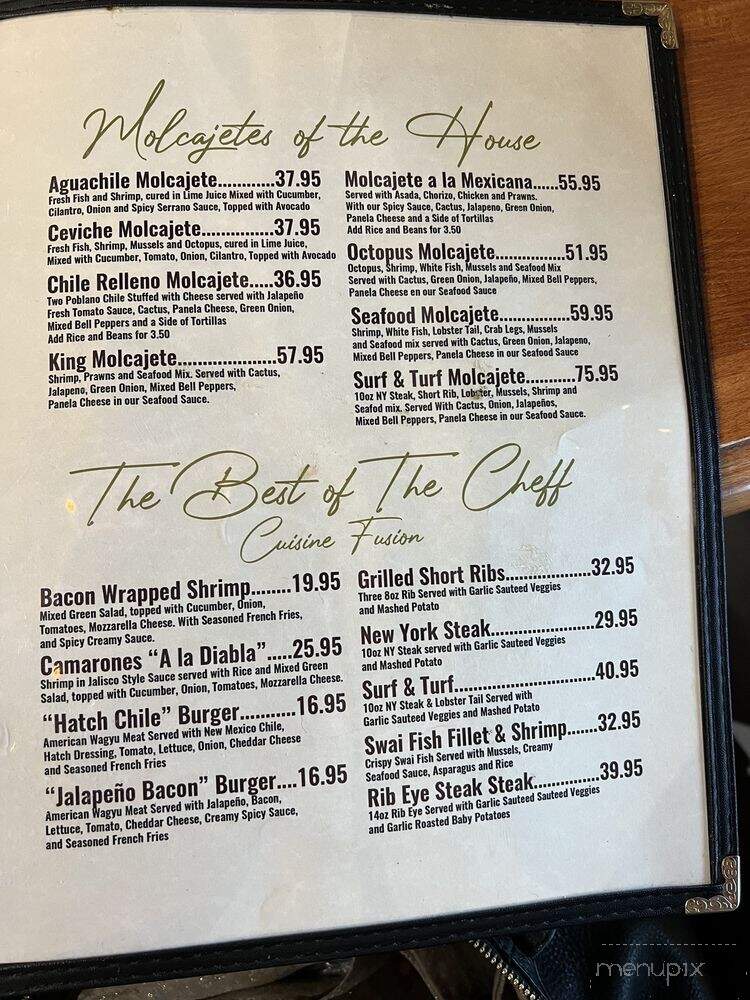 Molcajetes of the House
Aguachile Molcajete............37.95
Fresh Fish and Shrimp, cured in Lime Juice Mixed with Cucumber,
Cilantro, Onion and Spicy Serrano Sauce, Topped with Avocado
Ceviche Molcajete...............37.95
Fresh Fish, Shrimp, Mussels and Octopus, cured in Lime Juice,
Mixed with Cucumber, Tomato, Onion, Cilantro, Topped with Avocado
Chile Relleno Molcajete.....36.95
Two Poblano Chile Stuffed with Cheese served with Jalapeño
Fresh Tomato Sauce, Cactus, Panela Cheese, Green Onion,
Mixed Bell Peppers and a Side of Tortillas
Add Rice and Beans for 3.50
King Molcajete.....................57.95
Shrimp, Prawns and Seafood Mix. Served with Cactus,
Jalapeno, Green Onion, Mixed Bell Peppers,
Panela Cheese in our Seafood Sauce.
Molcajete a la Mexicana......55.95
Served with Asada, Chorizo, Chicken and Prawns.
With our Spicy Sauce, Cactus, Jalapeno, Green Onion,
Panela Cheese and a Side of Tortillas
Add Rice and Beans for 3.50
Octopus Molcajete...............51.95
Octopus, Shrimp, White Fish, Mussels and Seafood Mix
Served with Cactus, Green Onion, Jalapeño, Mixed Bell Peppers,
Panela Cheese en our Seafood Sauce
Seafood Molcajete...............59.95
Shrimp, White Fish, Lobster Tail, Crab Legs, Mussels
and Seafood mix served with Cactus, Green Onion, Jalapeno,
Mixed Bell Peppers, Panela Cheese in our Seafood Sauce
Surf & Turf Molcajete...........75.95
10oz NY Steak, Short Rib, Lobster, Mussels, Shrimp and
Seafod mix. Served With Cactus, Onion, Jalapeños,
Mixed Bell Peppers, Panela Cheese in our Seafood Sauce.
The Best of The Cheff
Cuisine Fusion
Bacon Wrapped Shrimp........19.95
Mixed Green Salad, topped with Cucumber, Onion,
Tomatoes, Mozzarella Cheese. With Seasoned French Fries,
and Spicy Creamy Sauce.
Camarones “A la Diabla”.....25.95
Shrimp in Jalisco Style Sauce served with Rice and Mixed Green
Salad, topped with Cucumber, Onion, Tomatoes, Mozzarella Cheese.
“Hatch Chile” Burger...........16.95
American Wagyu Meat Served with New Mexico Chile,
Hatch Dressing, Tomato, Lettuce, Onion, Cheddar Cheese
and Seasoned French Fries
“Jalapeño Bacon” Burger....16.95
American Wagyu Meat Served with Jalapeño, Bacon,
Lettuce, Tomato, Cheddar Cheese, Creamy Spicy Sauce,
and Seasoned French Fries
Grilled Short Ribs..................32.95
Three 8oz Rib Served with Garlic Sauteed Veggies
and Mashed Potato
New York Steak......................29.95
10oz NY Steak served with Garlic Sauteed Veggies
and Mashed Potato
Surf & Turf.............................40.95
10oz NY Steak & Lobster Tail Served with
Garlic Sauteed Veggies and Mashed Potato
Swai Fish Fillet & Shrimp......32.95
Crispy Swai Fish Served with Mussels, Creamy
Seafood Sauce, Asparagus and Rice
Rib Eye Steak Steak..............39.95
14oz Rib Eye Served with Garlic Sauteed Sauteed Veggies
and Garlic Roasted Baby Potatoes
menupix